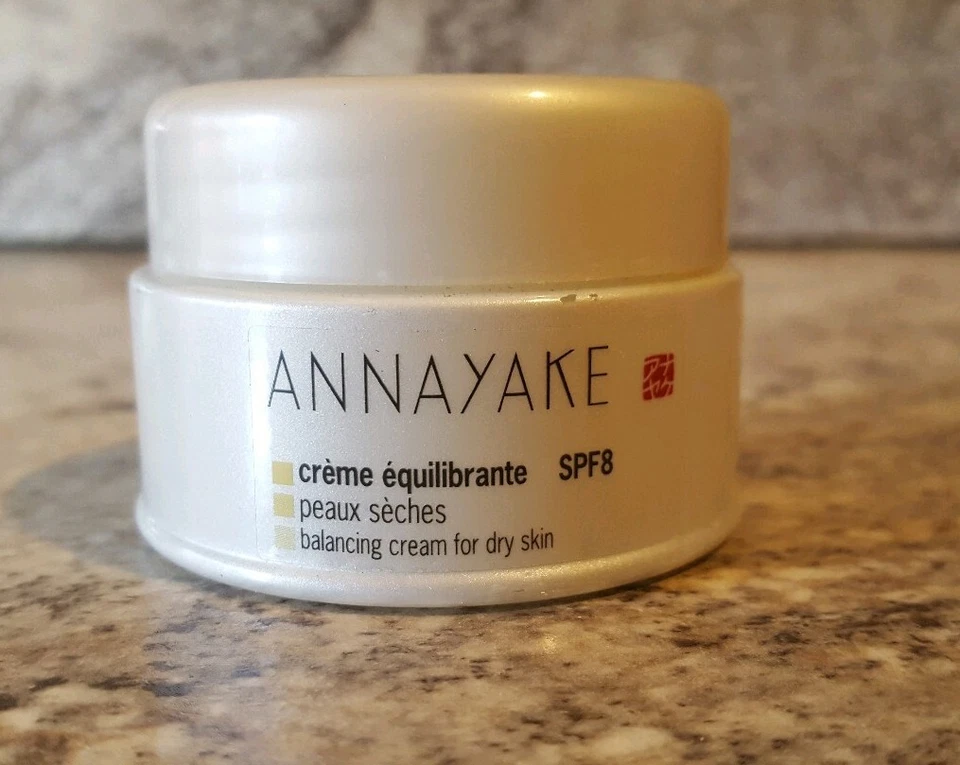 ANNAYAKE
crème équilibrante SPF8
peaux sèches
balancing cream for dry skin